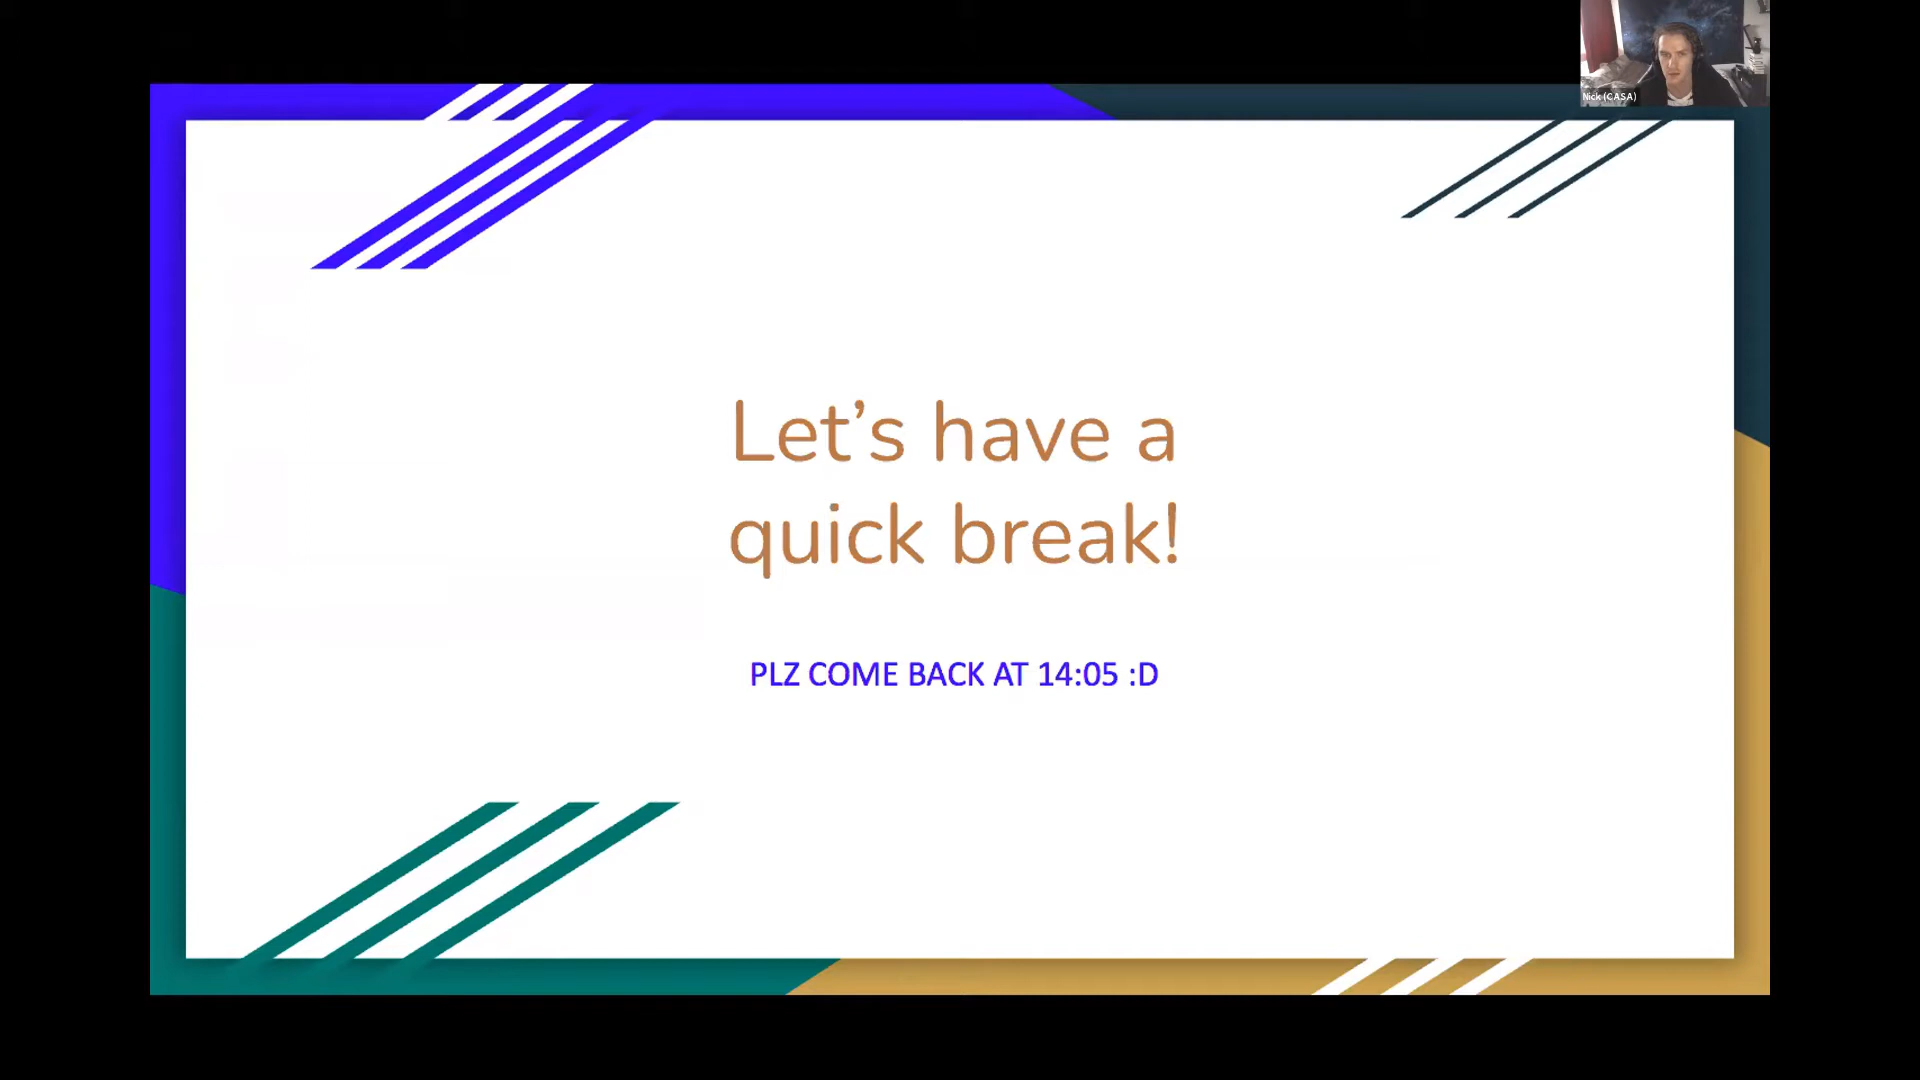 Nick (CASA)
Let’s have a
quick break!
PLZ COME BACK AT 14:05 :D